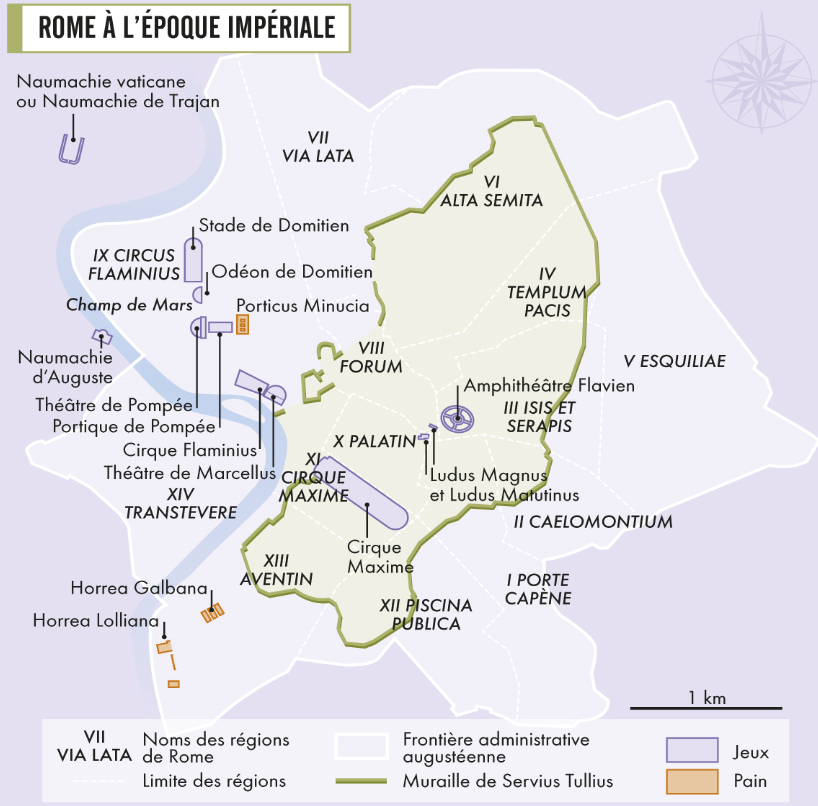 ROME À L'ÉPOQUE IMPÉRIALE
Naumachie vaticane
ou Naumachie de Trajan
VII
VIA LATA
VI
ALTA SEMITA
Stade de Domitien
IX CIRCUS
FLAMINIUS
Odéon de Domitien
IV
TEMPLUM
PACIS
Champ de Mars
Porticus Minucia
Naumachie
d'Auguste
VIII
FORUM
V ESQUILIAE
Amphithéâtre Flavien
Théâtre de Pompée
Portique de Pompée
III ISIS ET
SERAPIS
X PALATIN
Cirque Flaminius
Théâtre de Marcellus
XI
CIRQUE
MAXIME
Ludus Magnus
et Ludus Matutinus
XIV
TRANSTEVERE
II CAELOMONTIUM
Cirque
Maxime
XIII
AVENTIN
I PORTE
CAPÈNE
Horrea Galbana
XII PISCINA
PUBLICA
Horrea Lolliana
1 km
VII
VIA LATA
Noms des régions
de Rome
Limite des régions
Frontière administrative
augustéenne
Muraille de Servius Tullius
Jeux
Pain